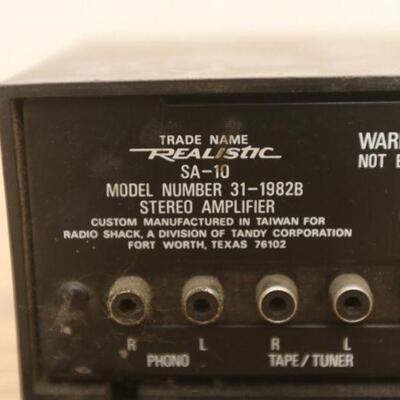 TRADE NAME
REALISTIC
SA-10
MODEL NUMBER 31-1982B
STEREO AMPLIFIER
CUSTOM MANUFACTURED IN TAIWAN FOR
RADIO SHACK, A DIVISION OF TANDY CORPORATION
FORT WORTH, TEXAS 76102
NOT
R L R L
PHONO TAPE/TUNER